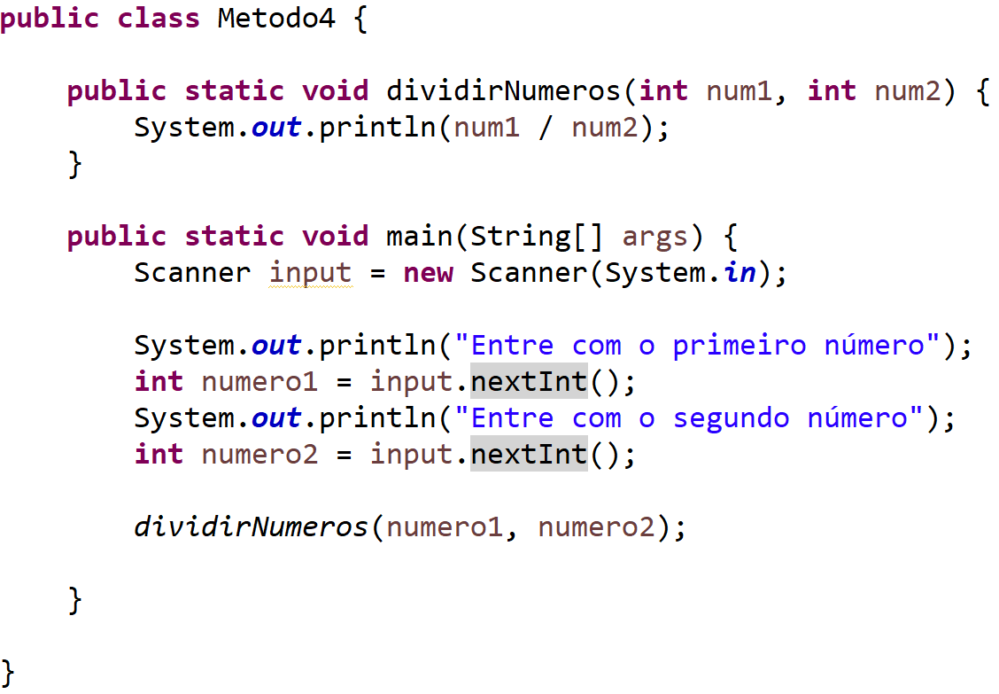 public class Metodo4 {
    public static void dividirNumeros(int num1, int num2) {
        System.out.println(num1 / num2);
    }
    public static void main(String[] args) {
        Scanner input = new Scanner(System.in);
        System.out.println("Entre com o primeiro número");
        int numero1 = input.nextInt();
        System.out.println("Entre com o segundo número");
        int numero2 = input.nextInt();
        dividirNumeros(numero1, numero2);
    }
}